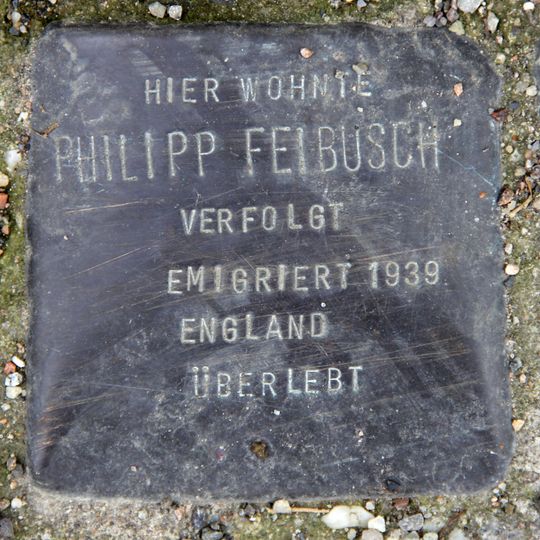 HIER WOHNTE
PHILIPP FEIBUSCH
VERFOLGT
EMIGRIERT 1939
ENGLAND
ÜBERLEBT